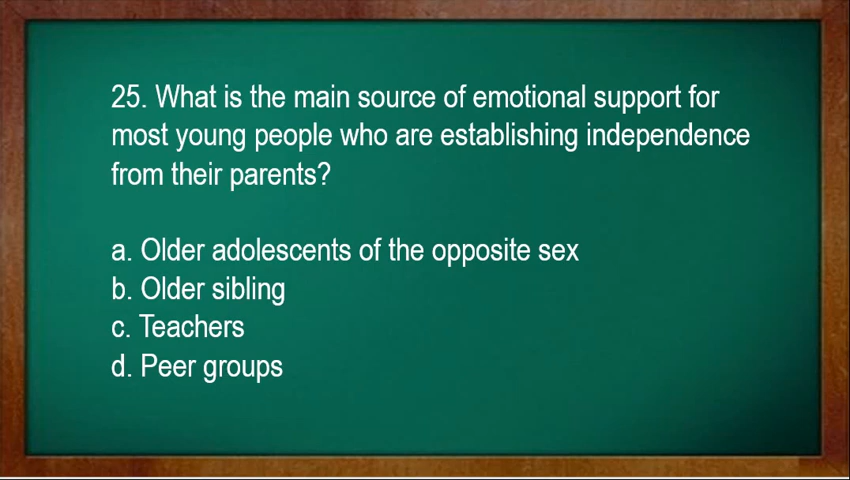 25. What is the main source of emotional support for
most young people who are establishing independence
from their parents?
a. Older adolescents of the opposite sex
b. Older sibling
c. Teachers
d. Peer groups